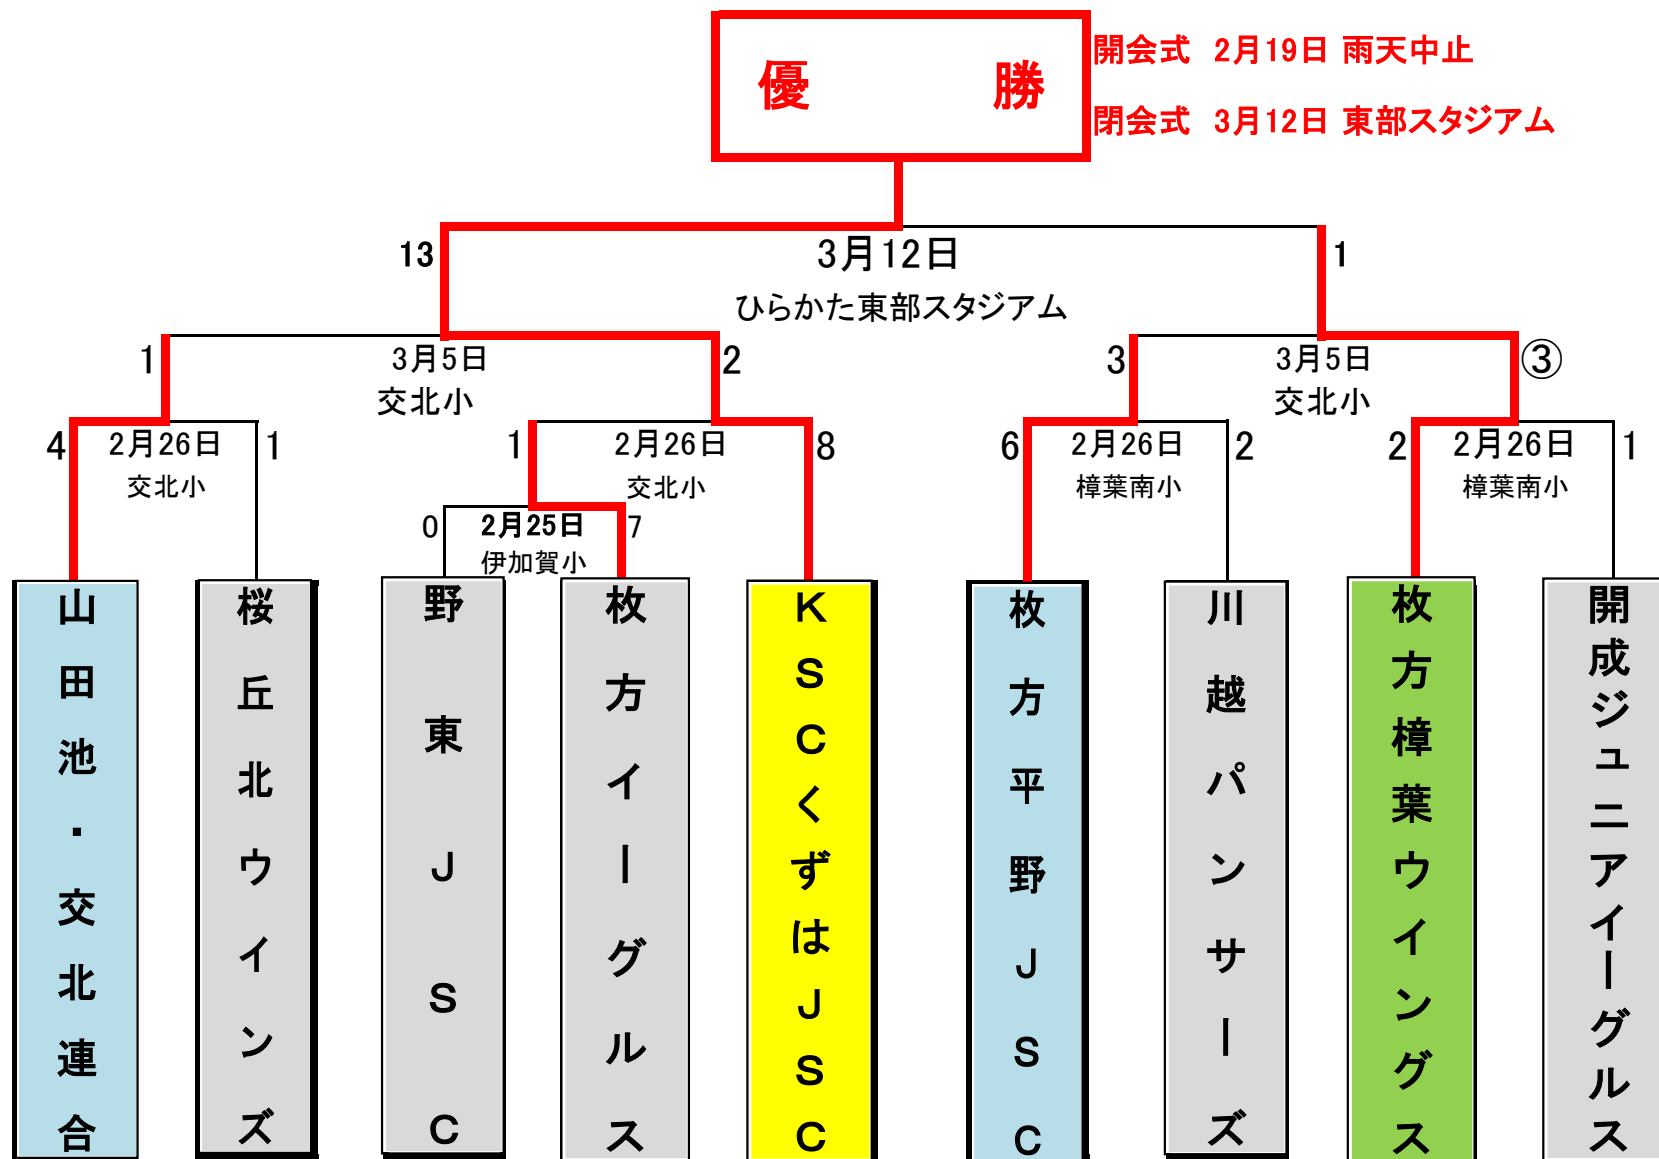 優 勝
開会式 2月19日 雨天中止
閉会式 3月12日 東部スタジアム
13
3月12日
1
ひらかた東部スタジアム
1
3月5日
2
交北小
3
3月5日
③
交北小
4
2月26日
1
交北小
1
2月26日
8
交北小
6
2月26日
2
樟葉南小
2
2月26日
1
樟葉南小
0
2月25日
7
伊加賀小
山田池・交北連合
桜丘北ウインズ
野東JSC
枚方イーグルス
KSCくずはJSC
枚方平野JSC
川越パンサーズ
枚方樟葉ウイングス
開成ジュニアイーグルス